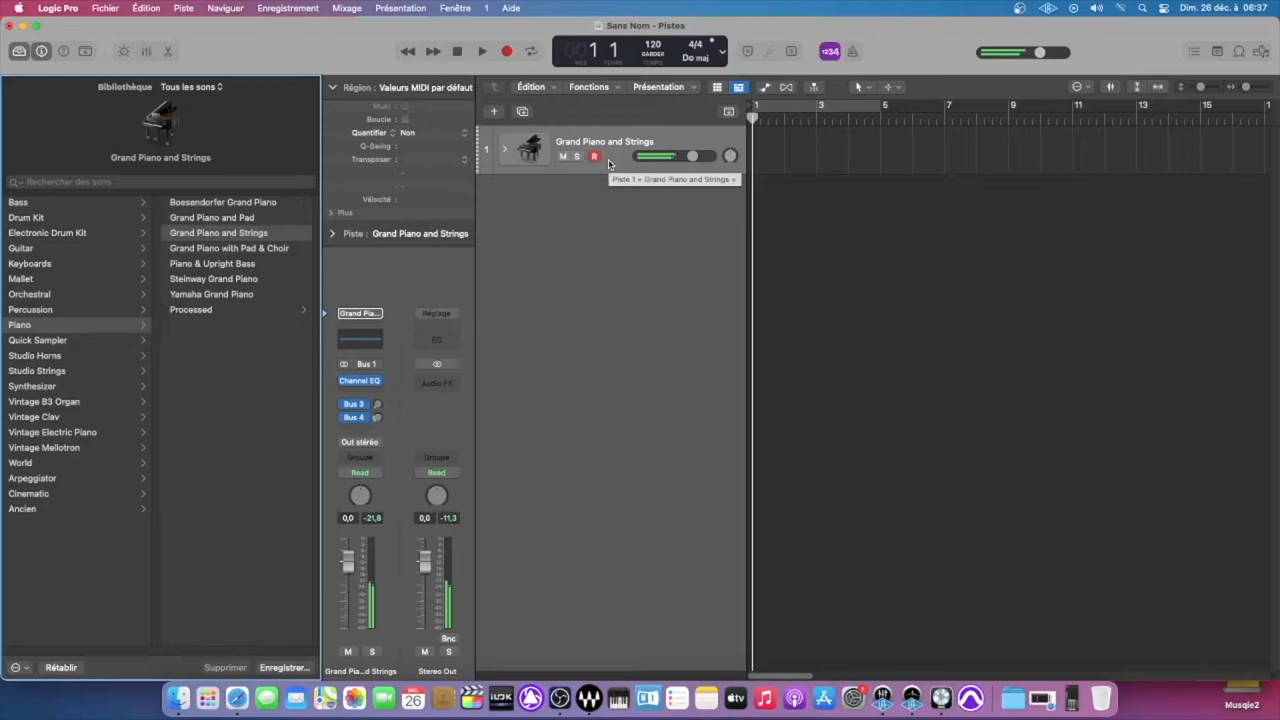 Logic Pro Fichier Édition Piste Naviguer Enregistrement Mixage Présentation Fenêtre 1 Aide Dim. 26 déc. à 06:37
Sans Nom - Pistes
1 1 120 4/4
GARDER Do maj
TEMPS TEMPO
1234
Bibliothèque Tous les sons
Grand Piano and Strings
Rechercher des sons
Bass
Drum Kit
Electronic Drum Kit
Guitar
Keyboards
Mallet
Orchestral
Percussion
Piano
Quick Sampler
Studio Horns
Studio Strings
Synthesizer
Vintage B3 Organ
Vintage Clav
Vintage Electric Piano
Vintage Mellotron
World
Arpeggiator
Cinematic
Ancien
Boesendorfer Grand Piano
Grand Piano and Pad
Grand Piano and Strings
Grand Piano with Pad & Choir
Piano & Upright Bass
Steinway Grand Piano
Yamaha Grand Piano
Processed
Rétablir Supprimer Enregistrer...
Région : Valeurs MIDI par défaut
Muet :
Boucle :
Quantifier Non
Q-Swing :
Transposer :
Vélocité :
Plus
Piste : Grand Piano and Strings
Grand Pia... Réglage
EQ
Bus 1
Channel EQ Audio FX
Bus 3
Bus 4
Out stéréo
Groupe Groupe
Read Read
0,0 -21,8 0,0 -11,3
Bnc
M S M S
Grand Pia...d Strings Stereo Out
Édition Fonctions Présentation
1 Grand Piano and Strings
M S R
Piste 1 « Grand Piano and Strings »
1 3 5 7 9 11 13 15
DÉC.
26
Musqie2